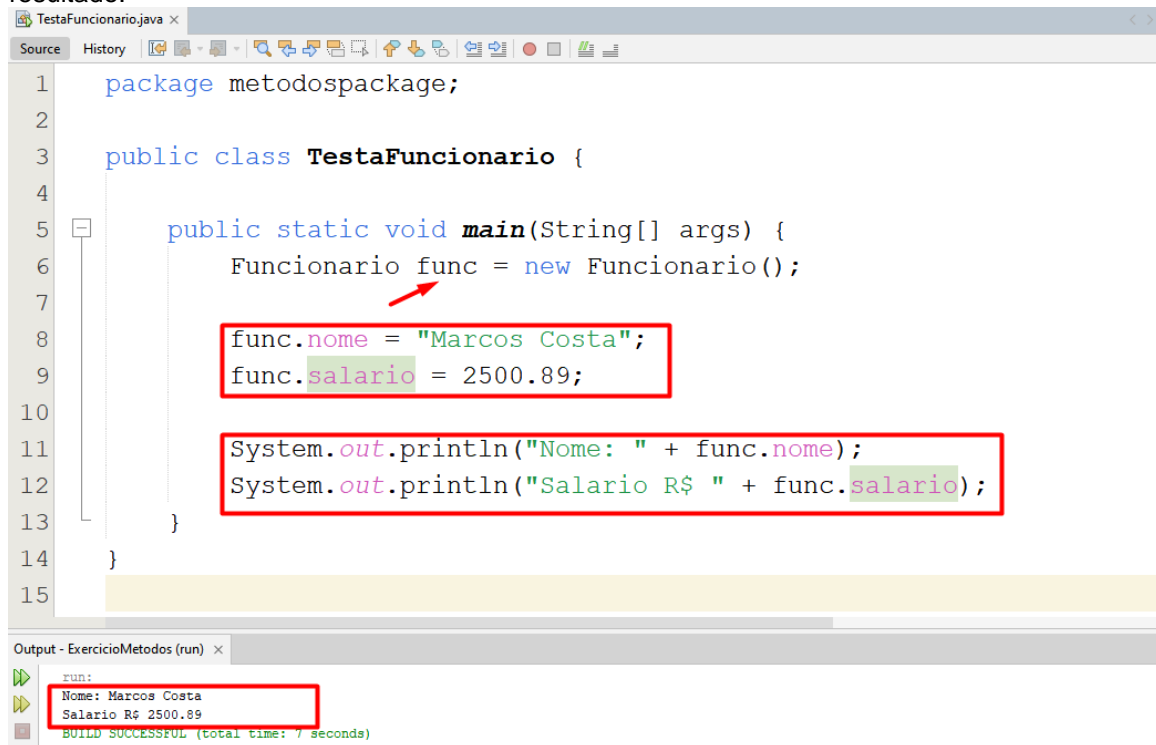 resultado:
TestaFuncionario.java ×
Source History
1 package metodospackage;
2
3 public class TestaFuncionario {
4
5 public static void main(String[] args) {
6 Funcionario func = new Funcionario();
7
8 func.nome = "Marcos Costa";
9 func.salario = 2500.89;
10
11 System.out.println("Nome: " + func.nome);
12 System.out.println("Salario R$ " + func.salario);
13 }
14 }
15
Output - ExercicioMetodos (run) ×
run:
Nome: Marcos Costa
Salario R$ 2500.89
BUILD SUCCESSFUL (total time: 7 seconds)